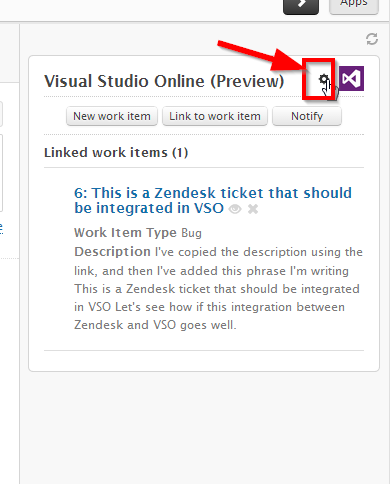 Apps
Visual Studio Online (Preview)
New work item
Link to work item
Notify
Linked work items (1)
6: This is a Zendesk ticket that should
be integrated in VSO
Work Item Type Bug
Description I've copied the description using the
link, and then I've added this phrase I'm writing
This is a Zendesk ticket that should be integrated
in VSO Let's see how if this integration between
Zendesk and VSO goes well.